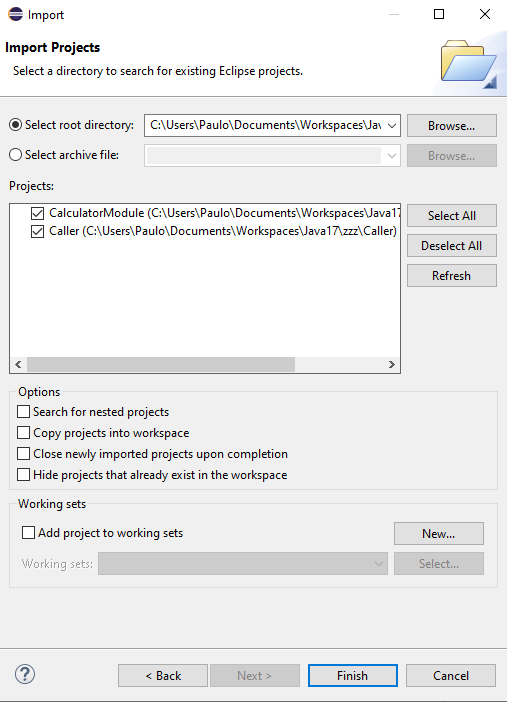 Import
Import Projects
Select a directory to search for existing Eclipse projects.
Select root directory:
C:\Users\Paulo\Documents\Workspaces\Jav
Browse...
Select archive file:
Browse...
Projects:
CalculatorModule (C:\Users\Paulo\Documents\Workspaces\Java17
Caller (C:\Users\Paulo\Documents\Workspaces\Java17\zzz\Caller)
Select All
Deselect All
Refresh
Options
Search for nested projects
Copy projects into workspace
Close newly imported projects upon completion
Hide projects that already exist in the workspace
Working sets
Add project to working sets
New...
Working sets:
Select...
?
< Back
Next >
Finish
Cancel